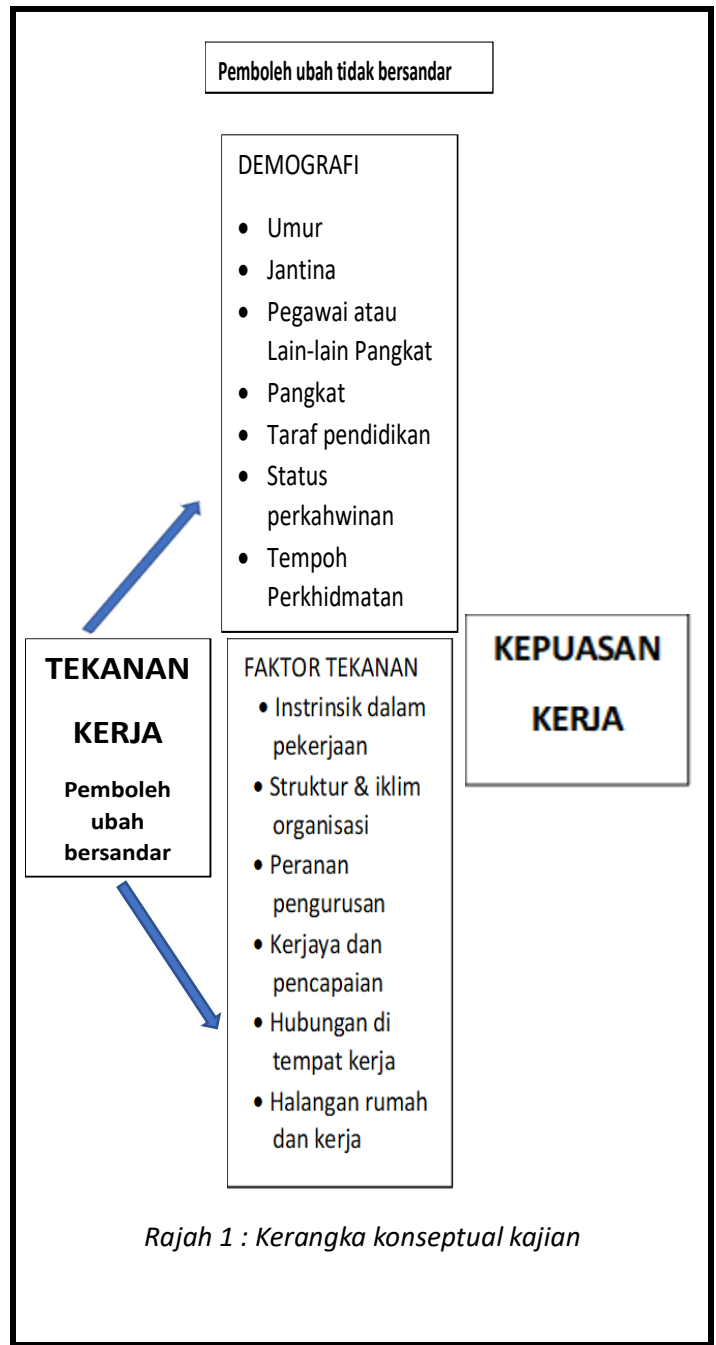 Pemboleh ubah tidak bersandar
DEMOGRAFI
• Umur
• Jantina
• Pegawai atau
Lain-lain Pangkat
• Pangkat
• Taraf pendidikan
• Status
perkahwinan
• Tempoh
Perkhidmatan
TEKANAN
KERJA
Pemboleh
ubah
bersandar
FAKTOR TEKANAN
• Instrinsik dalam
pekerjaan
• Struktur & iklim
organisasi
• Peranan
pengurusan
• Kerjaya dan
pencapaian
• Hubungan di
tempat kerja
• Halangan rumah
dan kerja
KEPUASAN
KERJA
Rajah 1 : Kerangka konseptual kajian